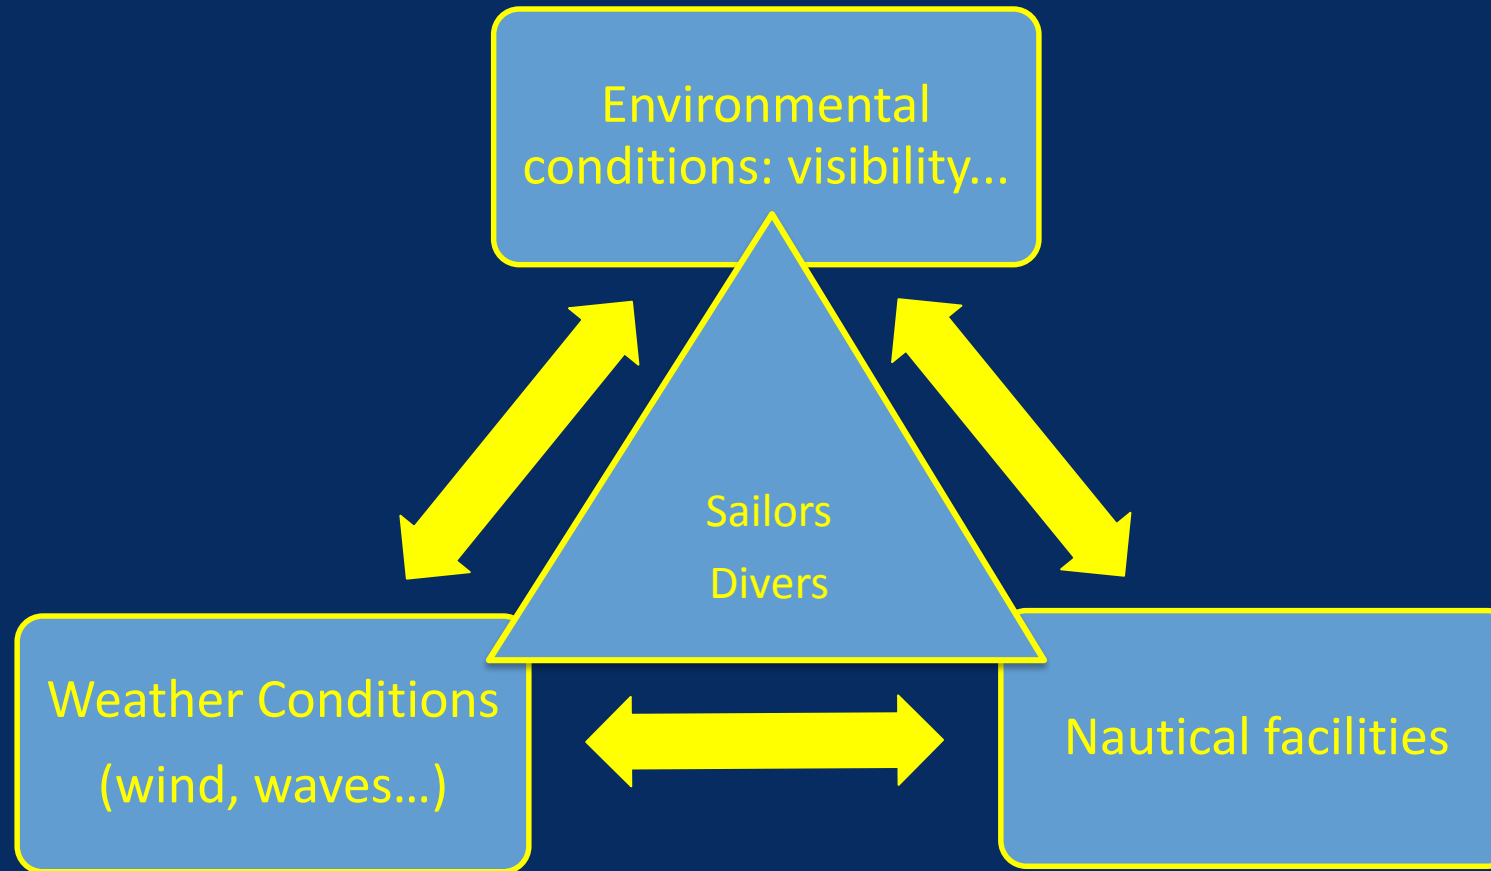 Environmental
conditions: visibility...
Sailors
Divers
Weather Conditions
(wind, waves…)
Nautical facilities